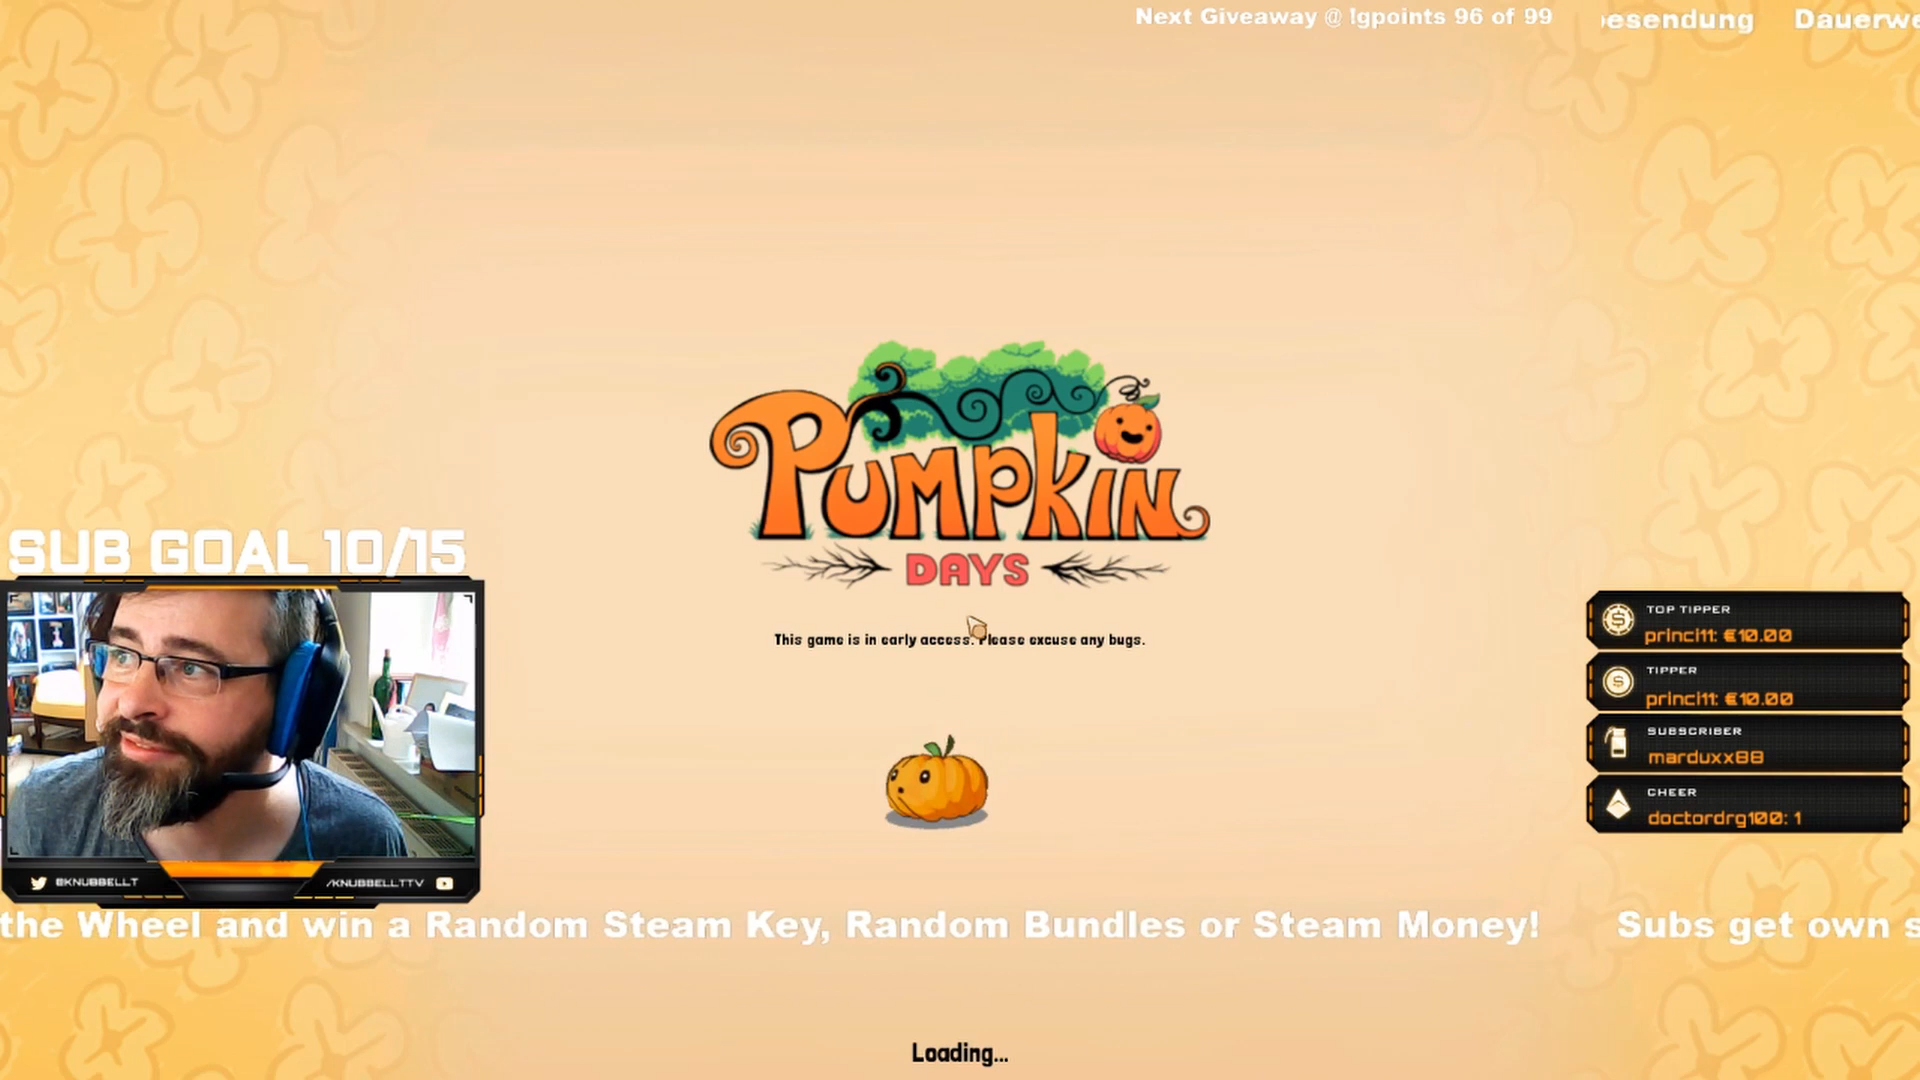 Next Giveaway @ !gpoints 96 of 99
esendung Dauerwe
PUMPKIN
DAYS
This game is in early access. Please excuse any bugs.
SUB GOAL 10/15
TOP TIPPER
princi11: €10.00
TIPPER
princi11: €10.00
SUBSCRIBER
marduxx88
CHEER
doctordrg100: 1
@KNUBBELLT
/KNUBBELLTTV
the Wheel and win a Random Steam Key, Random Bundles or Steam Money! Subs get own s
Loading...